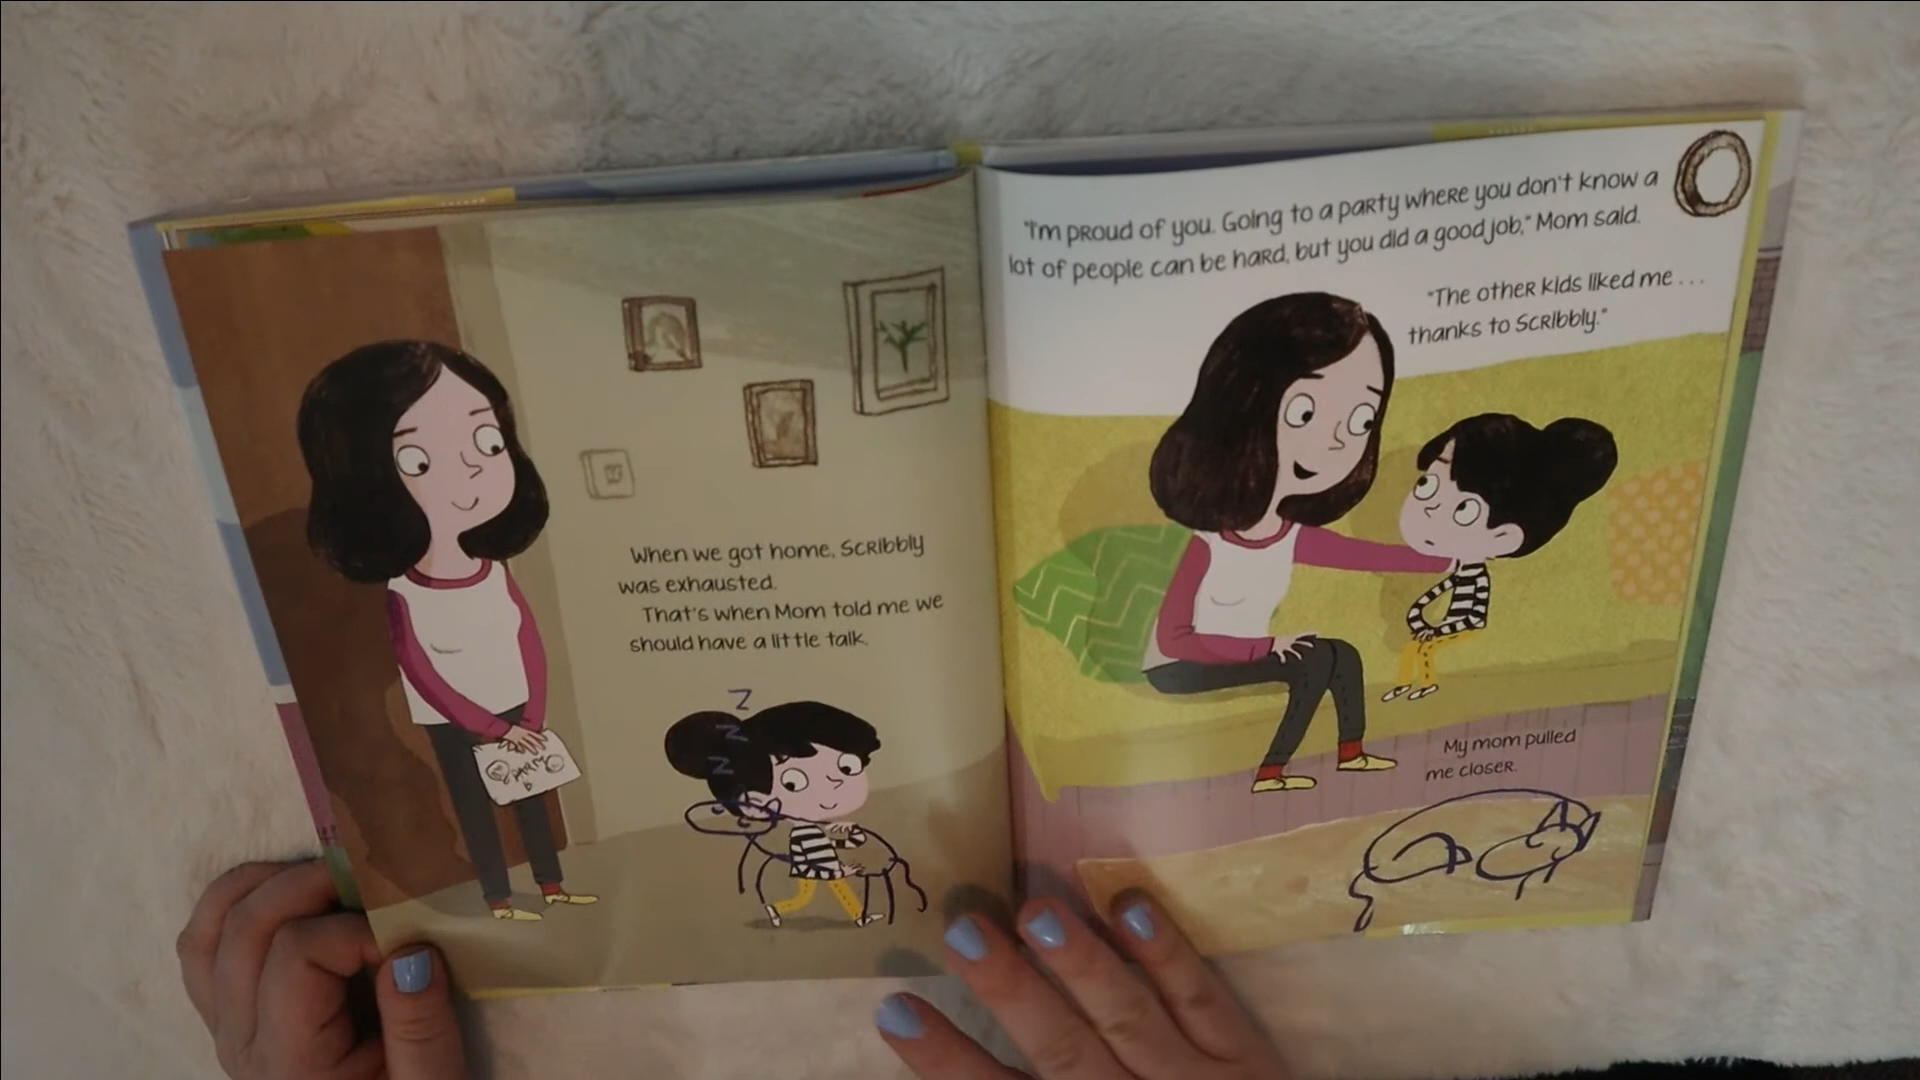 When we got home, Scribbly
was exhausted.
That's when Mom told me we
should have a little talk.
Z
Z
Z
PARTY
"I'm proud of you. Going to a party where you don't know a
lot of people can be hard, but you did a good job," Mom said.
"The other kids liked me . . .
thanks to Scribbly."
My mom pulled
me closer.